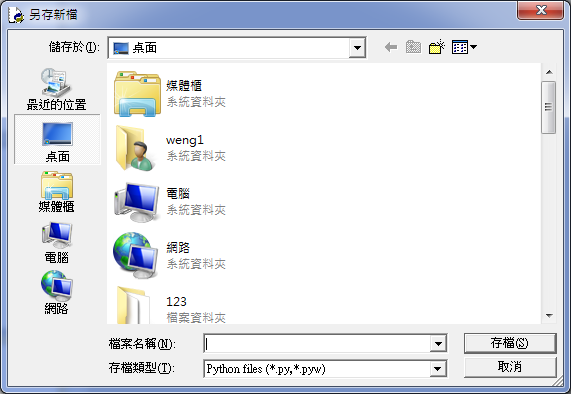 另存新檔
儲存於(I): 桌面
最近的位置
桌面
媒體櫃
電腦
網路
媒體櫃
系統資料夾
weng1
系統資料夾
電腦
系統資料夾
網路
系統資料夾
123
檔案資料夾
檔案名稱(N):
存檔(S)
存檔類型(T): Python files (*.py,*.pyw)
取消